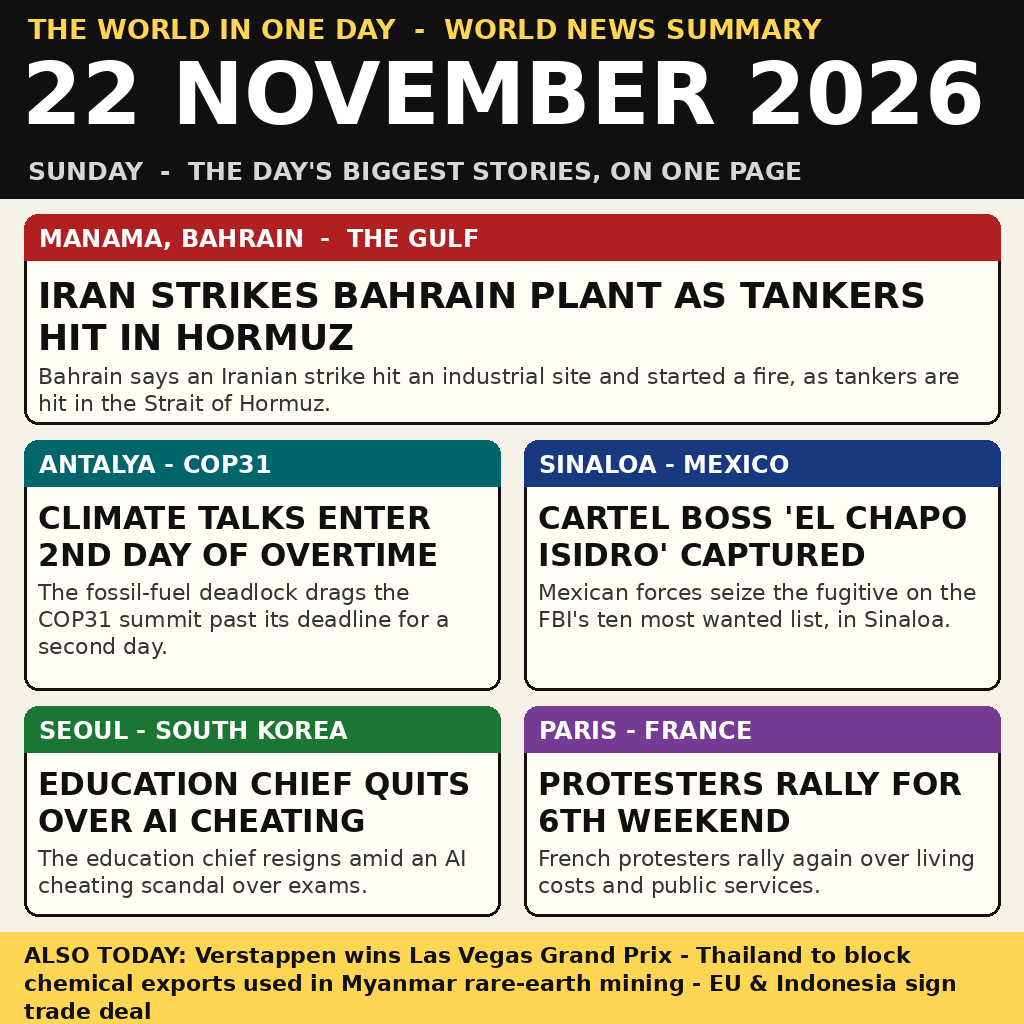 THE WORLD IN ONE DAY - WORLD NEWS SUMMARY
22 NOVEMBER 2026
SUNDAY - THE DAY'S BIGGEST STORIES, ON ONE PAGE
MANAMA, BAHRAIN - THE GULF
IRAN STRIKES BAHRAIN PLANT AS TANKERS
HIT IN HORMUZ
Bahrain says an Iranian strike hit an industrial site and started a fire, as tankers are
hit in the Strait of Hormuz.
ANTALYA - COP31
CLIMATE TALKS ENTER
2ND DAY OF OVERTIME
The fossil-fuel deadlock drags the
COP31 summit past its deadline for a
second day.
SINALOA - MEXICO
CARTEL BOSS 'EL CHAPO
ISIDRO' CAPTURED
Mexican forces seize the fugitive on the
FBI's ten most wanted list, in Sinaloa.
SEOUL - SOUTH KOREA
EDUCATION CHIEF QUITS
OVER AI CHEATING
The education chief resigns amid an AI
cheating scandal over exams.
PARIS - FRANCE
PROTESTERS RALLY FOR
6TH WEEKEND
French protesters rally again over living
costs and public services.
ALSO TODAY: Verstappen wins Las Vegas Grand Prix - Thailand to block
chemical exports used in Myanmar rare-earth mining - EU & Indonesia sign
trade deal